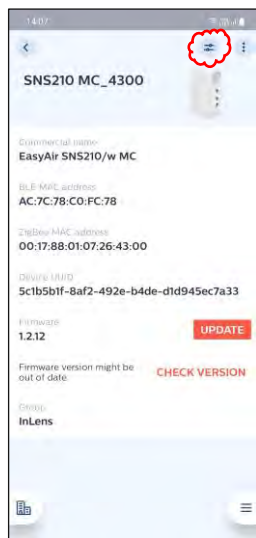 14:07
SNS210 MC_4300
Commercial name
EasyAir SNS210/w MC
BLE MAC address
AC:7C:78:C0:FC:78
ZigBee MAC address
00:17:88:01:07:26:43:00
Device UUID
5c1b5b1f-8af2-492e-b4de-d1d945ec7a33
Firmware
1.2.12
UPDATE
Firmware version might be
out of date
CHECK VERSION
Group
InLens